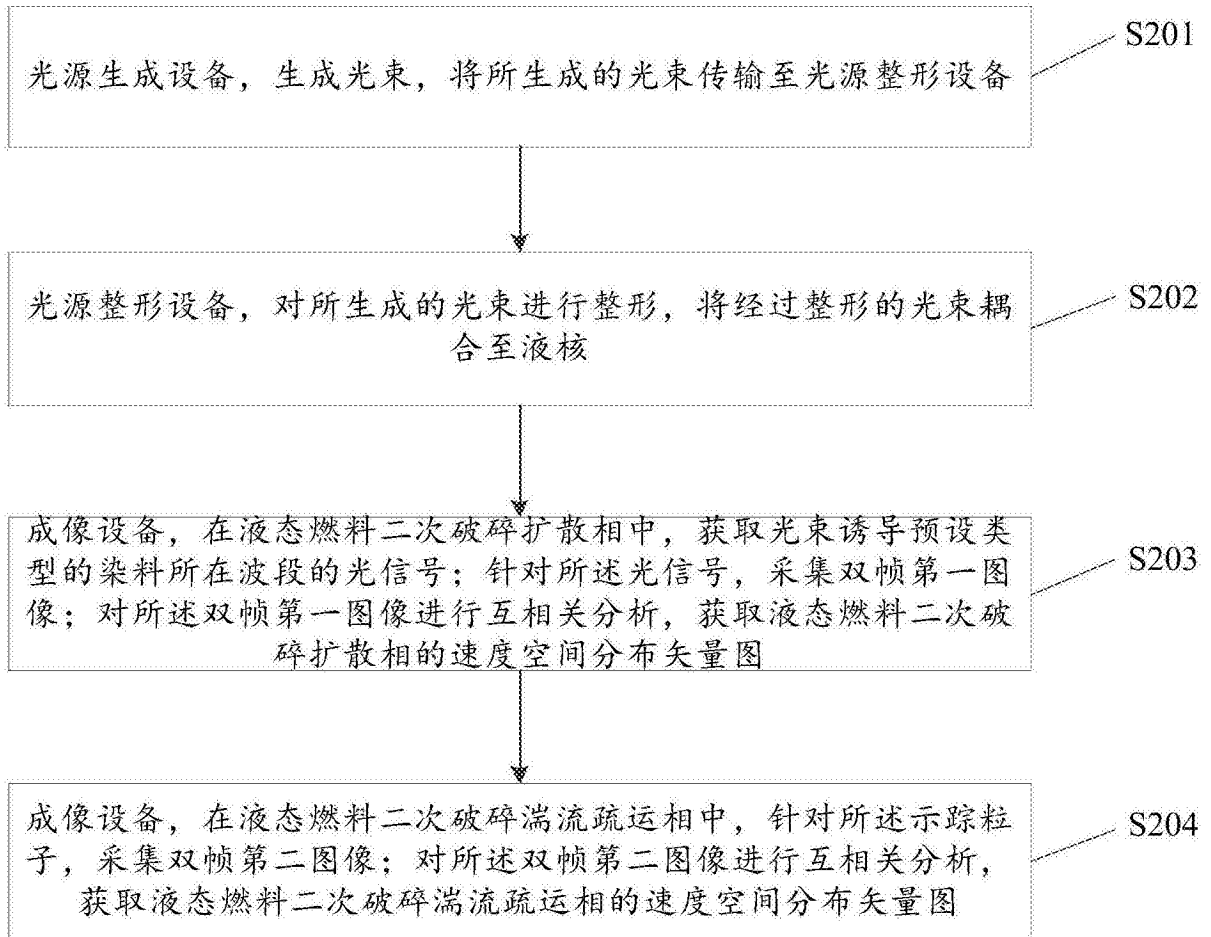 S201
光源生成设备，生成光束，将所生成的光束传输至光源整形设备
S202
光源整形设备，对所生成的光束进行整形，将经过整形的光束耦
合至液核
S203
成像设备，在液态燃料二次破碎扩散相中，获取光束诱导预设类
型的染料所在波段的光信号；针对所述光信号，采集双帧第一图
像；对所述双帧第一图像进行互相关分析，获取液态燃料二次破
碎扩散相的速度空间分布矢量图
S204
成像设备，在液态燃料二次破碎湍流疏运相中，针对所述示踪粒
子，采集双帧第二图像；对所述双帧第二图像进行互相关分析，
获取液态燃料二次破碎湍流疏运相的速度空间分布矢量图